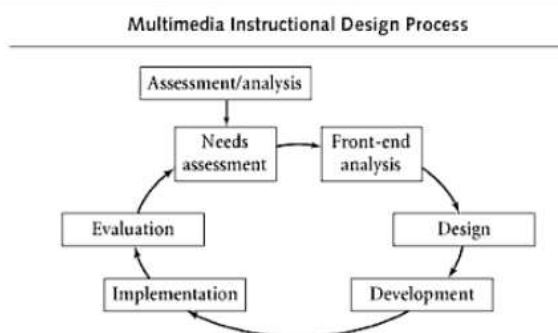 Multimedia Instructional Design Process
Assessment/analysis
Needs
assessment
Front-end
analysis
Design
Development
Implementation
Evaluation